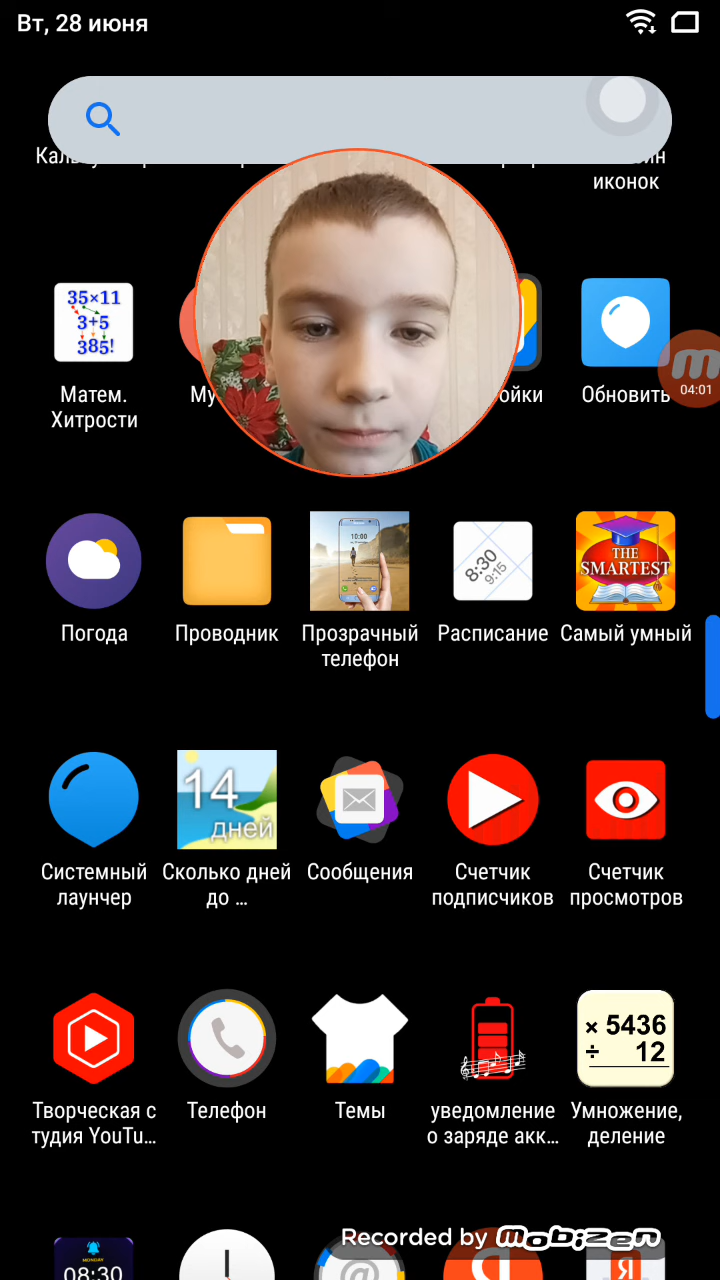 Вт, 28 июня
иконок
35×11
3+5
385!
04:01
Матем.
Хитрости
Обновить
10:00
8:30
9:15
THE
SMARTEST
Погода
Проводник
Прозрачный
телефон
Расписание
Самый умный
14
дней
Системный
лаунчер
Сколько дней
до ...
Сообщения
Счетчик
подписчиков
Счетчик
просмотров
× 5436
÷ 12
Творческая с
тудия YouTu...
Телефон
Темы
уведомление
о заряде акк...
Умножение,
деление
MONDAY
08:30
@
Я
Я
Recorded by mobizen